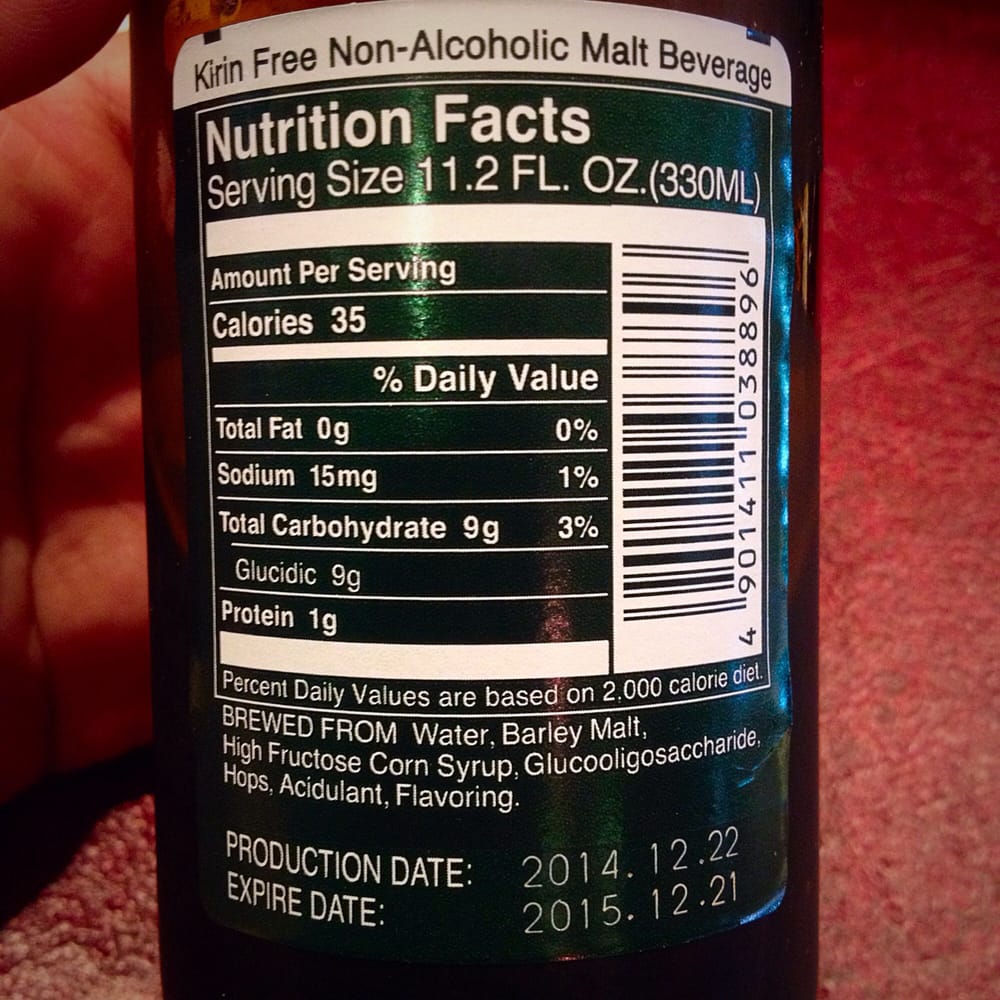 Kirin Free Non-Alcoholic Malt Beverage
Nutrition Facts
Serving Size 11.2 FL. OZ.(330ML)
Amount Per Serving
Calories 35
% Daily Value
Total Fat 0g 0%
Sodium 15mg 1%
Total Carbohydrate 9g 3%
Glucidic 9g
Protein 1g
4 901411 038896
Percent Daily Values are based on 2,000 calorie diet.
BREWED FROM Water, Barley Malt,
High Fructose Corn Syrup, Glucooligosaccharide,
Hops, Acidulant, Flavoring.
PRODUCTION DATE: 2014.12.22
EXPIRE DATE: 2015.12.21